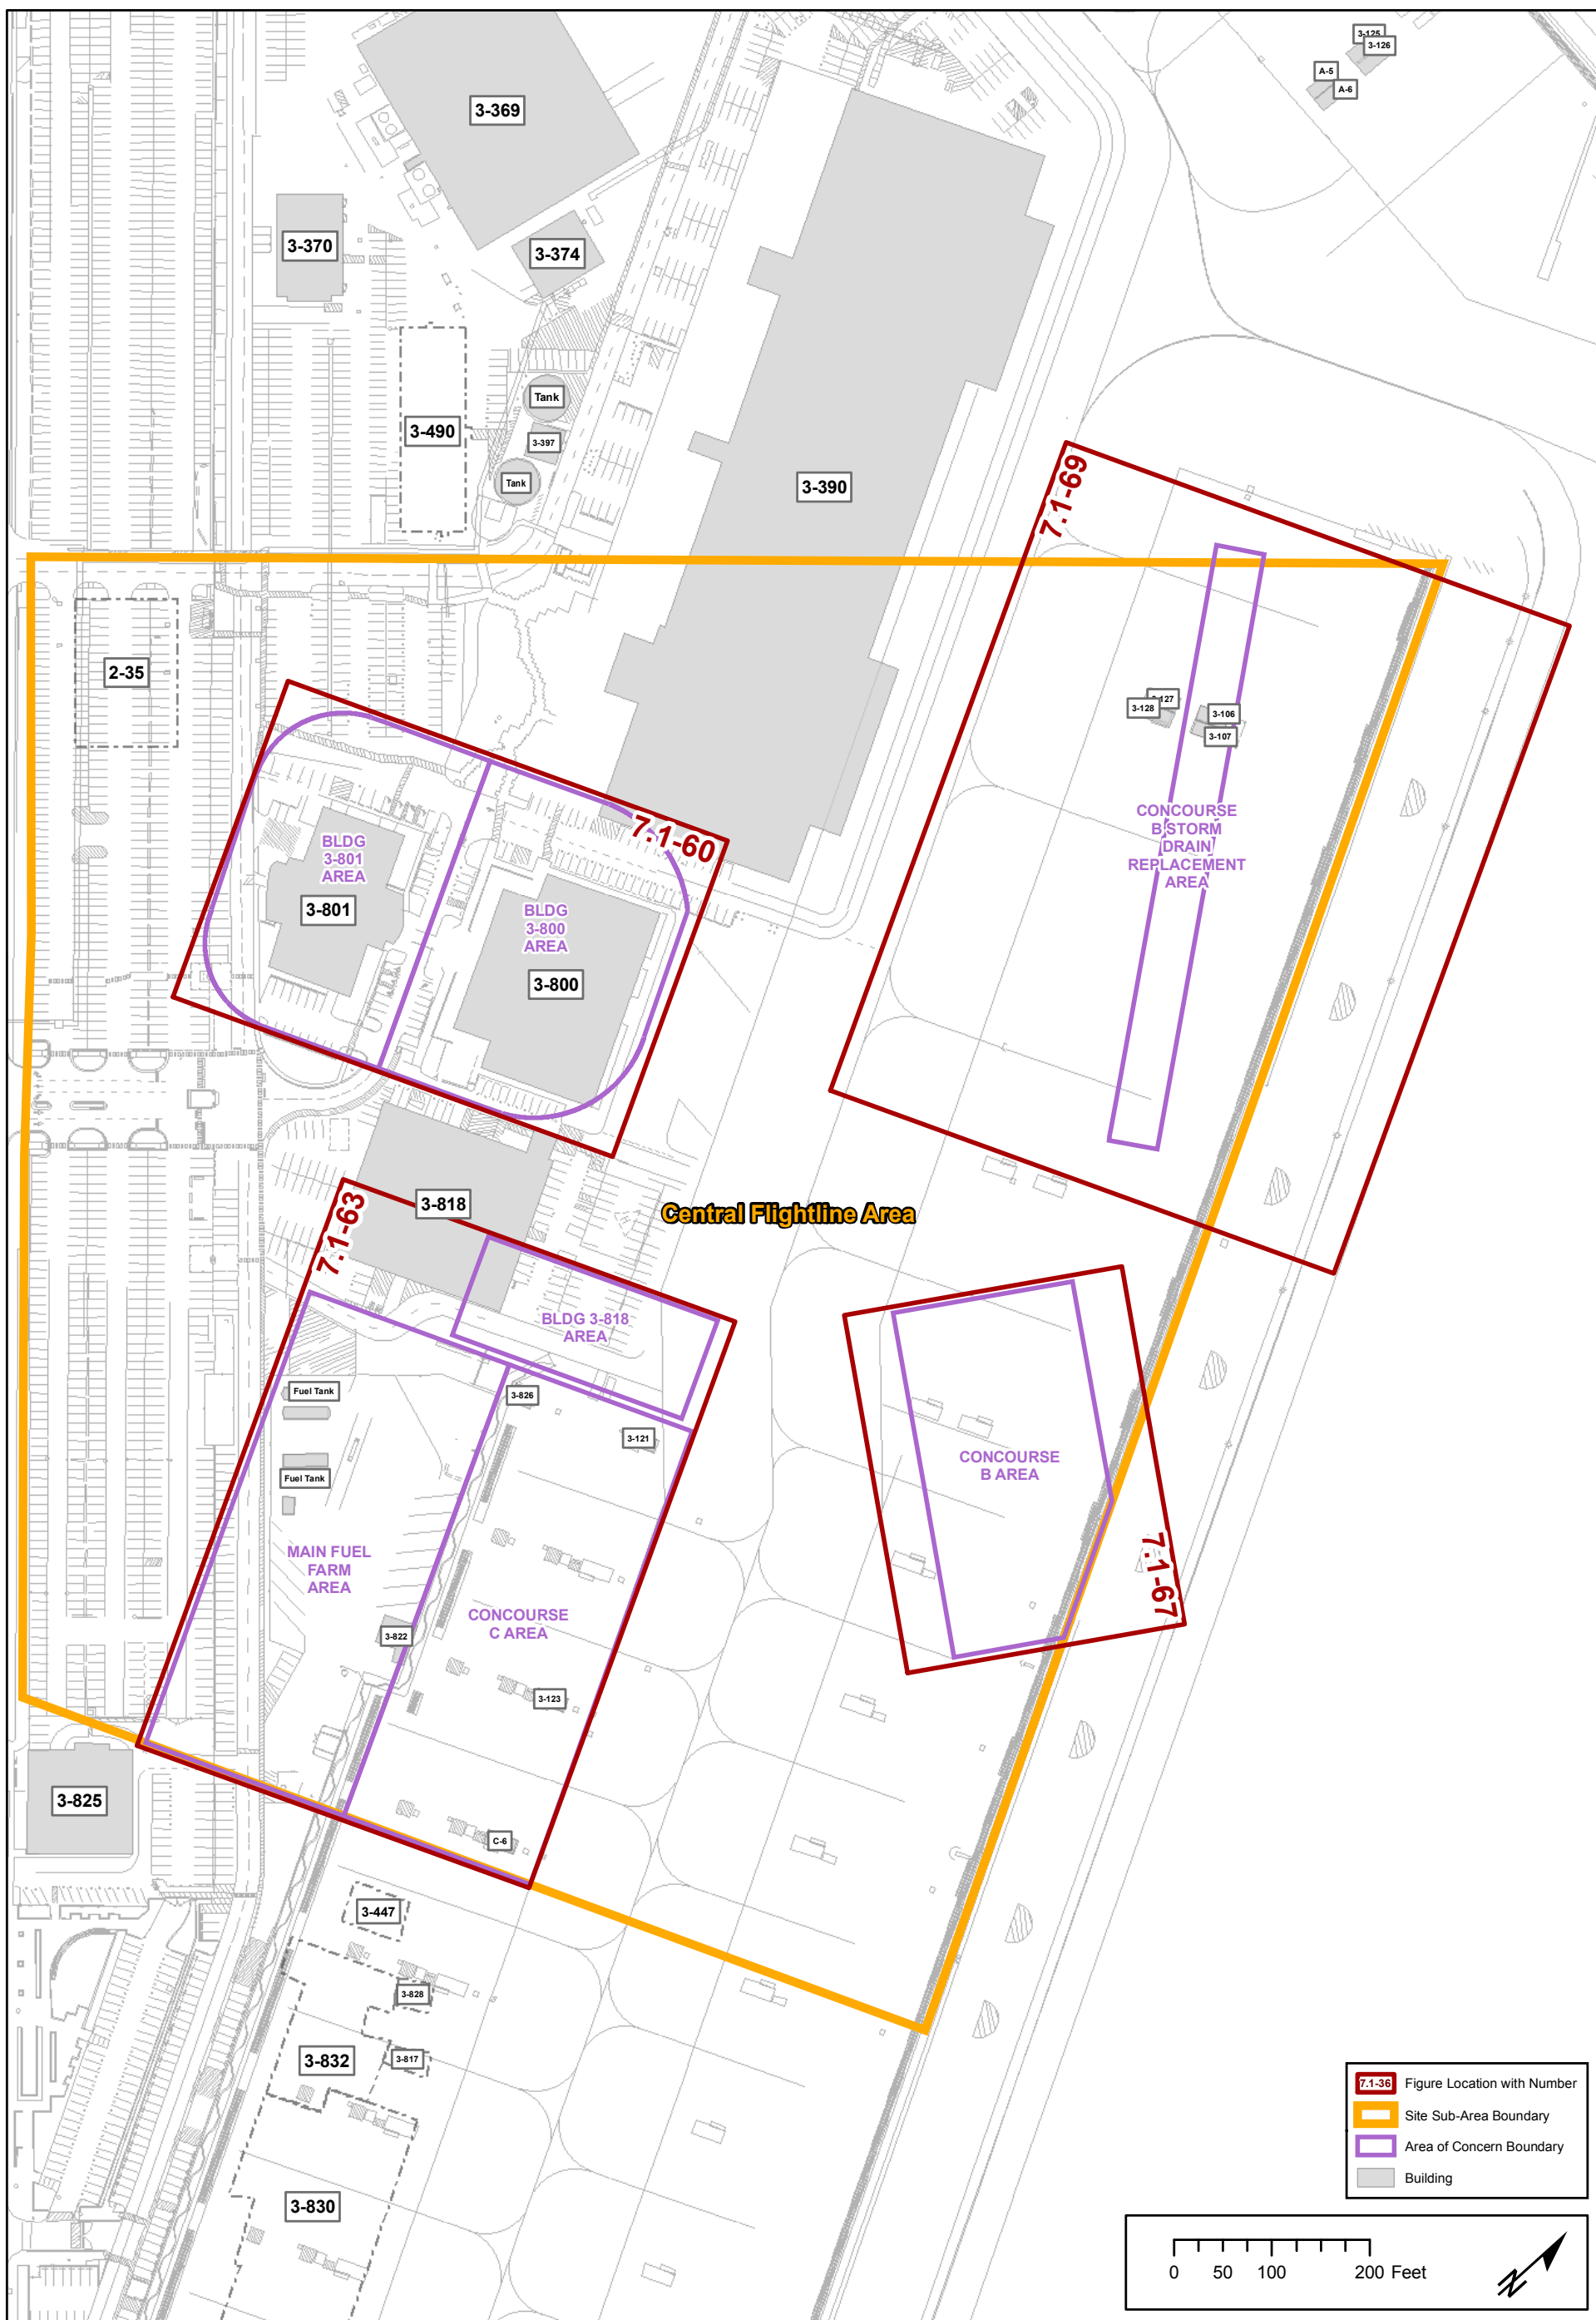 3-125
3-126
A-5
A-6
3-369
3-370
3-374
Tank
3-490
3-397
Tank
3-390
7.1-69
2-35
3-128
3-106
3-107
CONCOURSE
B STORM
DRAIN
REPLACEMENT
AREA
7.1-60
BLDG
3-801
AREA
3-801
BLDG
3-800
AREA
3-800
3-818
7.1-63
Central Flightline Area
BLDG 3-818
AREA
Fuel Tank
3-826
3-121
Fuel Tank
CONCOURSE
B AREA
7.1-67
MAIN FUEL
FARM
AREA
CONCOURSE
C AREA
3-822
3-123
3-825
C-6
3-447
3-828
3-832
3-817
3-830
7.1-36 Figure Location with Number
Site Sub-Area Boundary
Area of Concern Boundary
Building
0 50 100 200 Feet
N